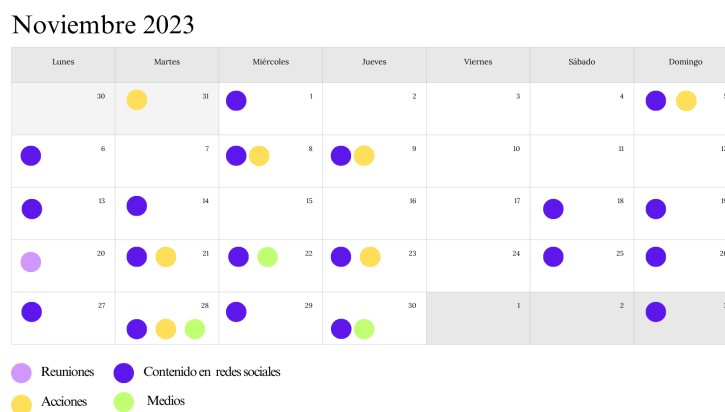 Noviembre 2023
Lunes Martes Miércoles Jueves Viernes Sábado Domingo
30 31 1 2 3 4
6 7 8 9 10 11
13 14 15 16 17 18
20 21 22 23 24 25
27 28 29 30 1 2
Reuniones Contenido en redes sociales
Acciones Medios